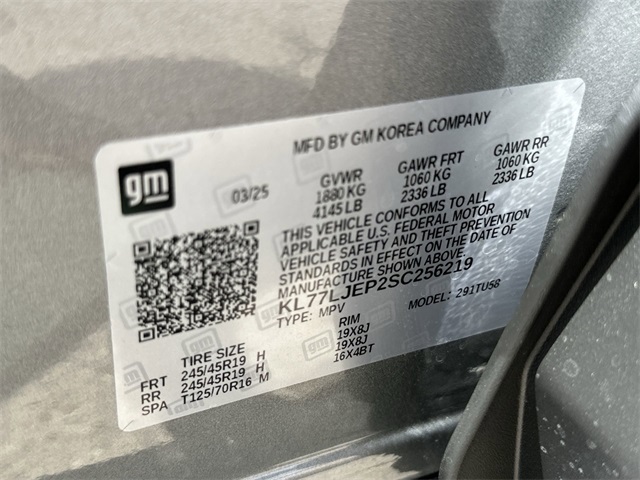 MFD BY GM KOREA COMPANY
gm
03/25
GVWR GAWR FRT GAWR RR
1880 KG 1060 KG 1060 KG
4145 LB 2336 LB 2336 LB
THIS VEHICLE CONFORMS TO ALL
APPLICABLE U.S. FEDERAL MOTOR
VEHICLE SAFETY AND THEFT PREVENTION
STANDARDS IN EFFECT ON THE DATE OF
MANUFACTURE SHOWN ABOVE.
KL77LJEP2SC256219
TYPE: MPV MODEL: 291TU58
TIRE SIZE RIM
FRT 245/45R19 H 19X8J
RR 245/45R19 H 19X8J
SPA T125/70R16 M 16X4BT